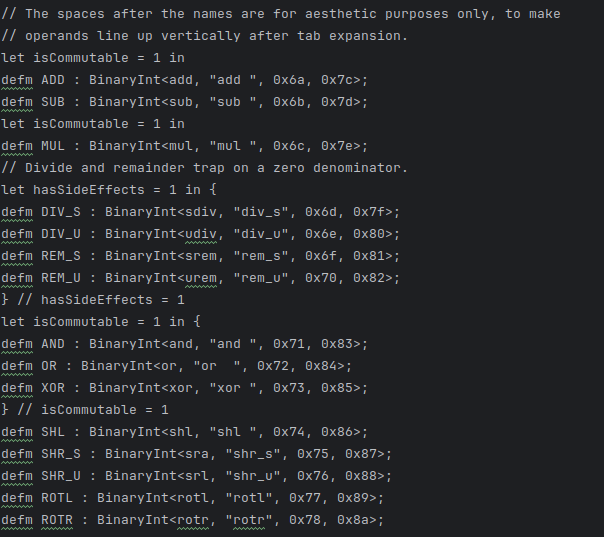 // The spaces after the names are for aesthetic purposes only, to make
// operands line up vertically after tab expansion.
let isCommutable = 1 in
defm ADD : BinaryInt<add, "add ", 0x6a, 0x7c>;
defm SUB : BinaryInt<sub, "sub ", 0x6b, 0x7d>;
let isCommutable = 1 in
defm MUL : BinaryInt<mul, "mul ", 0x6c, 0x7e>;
// Divide and remainder trap on a zero denominator.
let hasSideEffects = 1 in {
defm DIV_S : BinaryInt<sdiv, "div_s", 0x6d, 0x7f>;
defm DIV_U : BinaryInt<udiv, "div_u", 0x6e, 0x80>;
defm REM_S : BinaryInt<srem, "rem_s", 0x6f, 0x81>;
defm REM_U : BinaryInt<urem, "rem_u", 0x70, 0x82>;
} // hasSideEffects = 1
let isCommutable = 1 in {
defm AND : BinaryInt<and, "and ", 0x71, 0x83>;
defm OR : BinaryInt<or, "or  ", 0x72, 0x84>;
defm XOR : BinaryInt<xor, "xor ", 0x73, 0x85>;
} // isCommutable = 1
defm SHL : BinaryInt<shl, "shl ", 0x74, 0x86>;
defm SHR_S : BinaryInt<sra, "shr_s", 0x75, 0x87>;
defm SHR_U : BinaryInt<srl, "shr_u", 0x76, 0x88>;
defm ROTL : BinaryInt<rotl, "rotl", 0x77, 0x89>;
defm ROTR : BinaryInt<rotr, "rotr", 0x78, 0x8a>;